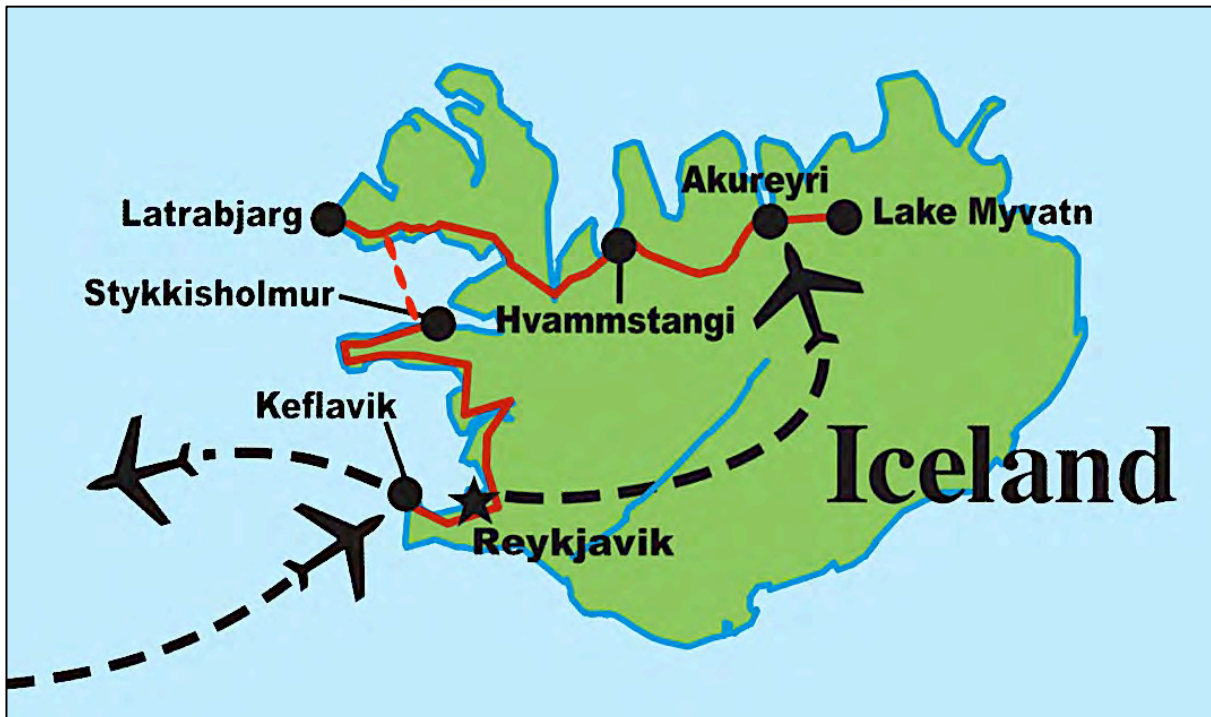 Akureyri
Latrabjarg
Lake Myvatn
Stykkisholmur
Hvammstangi
Keflavik
Iceland
Reykjavik